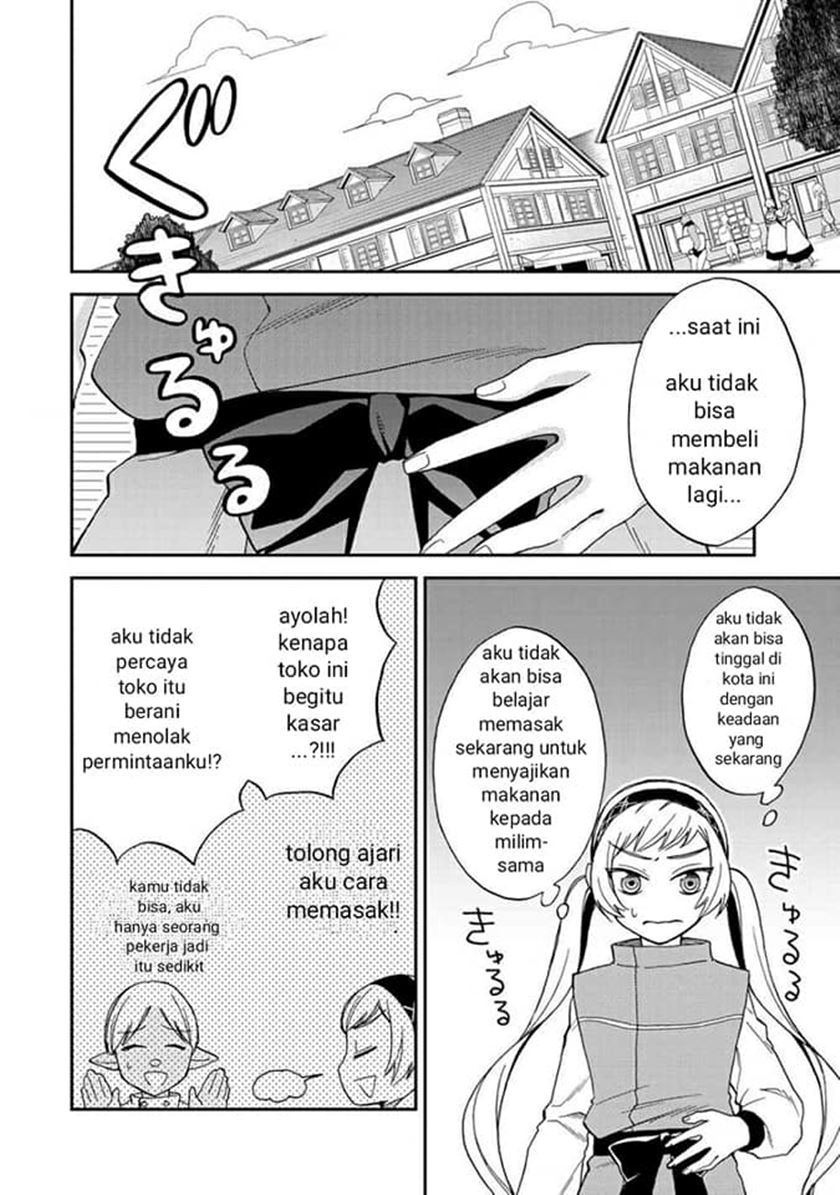 ぐぅぅ
きゅるる
...saat ini
aku tidak
bisa
membeli
makanan
lagi...
aku tidak
akan bisa
tinggal di
kota ini
dengan
keadaan
yang
sekarang
aku tidak
akan bisa
belajar
memasak
sekarang untuk
menyajikan
makanan
kepada
milim-
sama
きゅるる
きゅるる
ayolah!
kenapa
toko ini
begitu
kasar
...?!!!
aku tidak
percaya
toko itu
berani
menolak
permintaanku!?
tolong ajari
aku cara
memasak!!
kamu tidak
bisa, aku
hanya seorang
pekerja jadi
itu sedikit